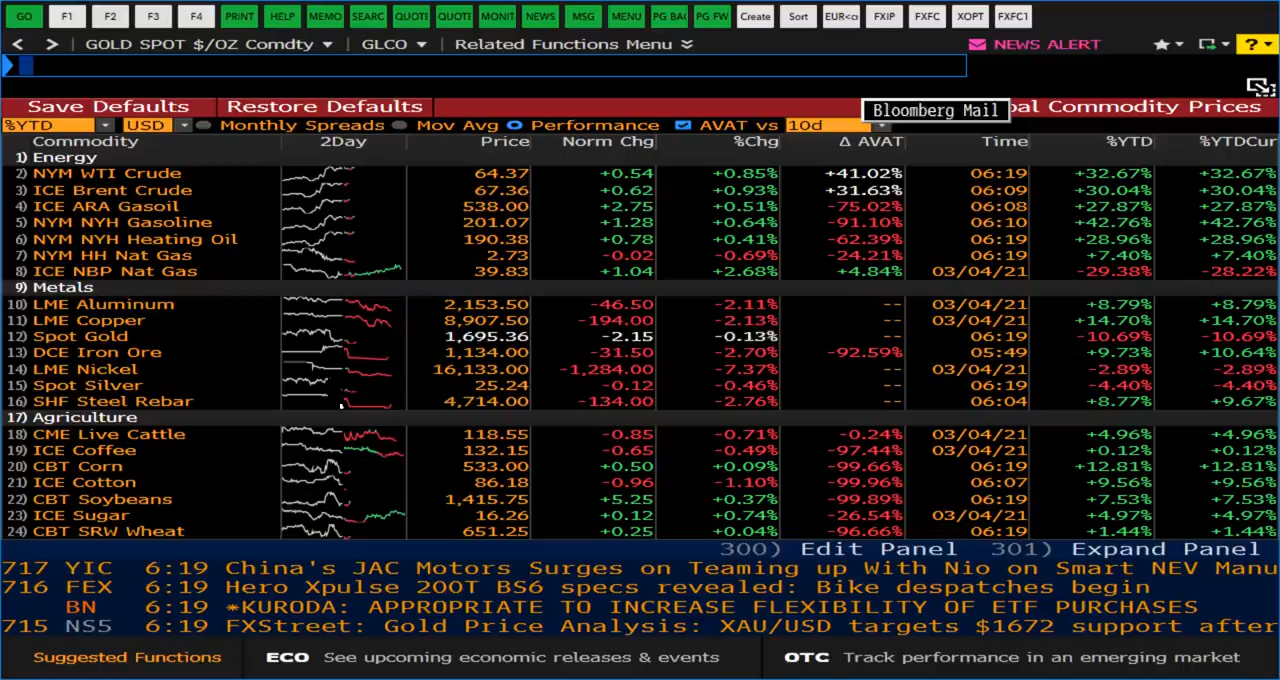 GO F1 F2 F3 F4 PRINT HELP MEMO SEARC QUOTE QUOTE MONIT NEWS MSG MENU PG BAC PG FW Create Sort EUR<cu FXIP FXFC XOPT FXFC1
< > GOLD SPOT $/OZ Comdty GLCO Related Functions Menu NEWS ALERT ?
Save Defaults Restore Defaults Bloomberg Mail bal Commodity Prices
%YTD USD Monthly Spreads Mov Avg Performance AVAT vs 10d
Commodity 2Day Price Norm Chg %Chg Δ AVAT Time %YTD %YTDCur
1) Energy
2) NYM WTI Crude 64.37 +0.54 +0.85% +41.02% 06:19 +32.67% +32.67%
3) ICE Brent Crude 67.36 +0.62 +0.93% +31.63% 06:09 +30.04% +30.04%
4) ICE ARA Gasoil 538.00 +2.75 +0.51% -75.02% 06:08 +27.87% +27.87%
5) NYM NYH Gasoline 201.07 +1.28 +0.64% -91.10% 06:10 +42.76% +42.76%
6) NYM NYH Heating Oil 190.38 +0.78 +0.41% -62.39% 06:19 +28.96% +28.96%
7) NYM HH Nat Gas 2.73 -0.02 -0.69% -24.21% 06:19 +7.40% +7.40%
8) ICE NBP Nat Gas 39.83 +1.04 +2.68% +4.84% 03/04/21 -29.38% -28.22%
9) Metals
10) LME Aluminum 2,153.50 -46.50 -2.11% -- 03/04/21 +8.79% +8.79%
11) LME Copper 8,907.50 -194.00 -2.13% -- 03/04/21 +14.70% +14.70%
12) Spot Gold 1,695.36 -2.15 -0.13% -- 06:19 -10.69% -10.69%
13) DCE Iron Ore 1,134.00 -31.50 -2.70% -92.59% 05:49 +9.73% +10.64%
14) LME Nickel 16,133.00 -1,284.00 -7.37% -- 03/04/21 -2.89% -2.89%
15) Spot Silver 25.24 -0.12 -0.46% -- 06:19 -4.40% -4.40%
16) SHF Steel Rebar 4,714.00 -134.00 -2.76% -- 06:04 +8.77% +9.67%
17) Agriculture
18) CME Live Cattle 118.55 -0.85 -0.71% -0.24% 03/04/21 +4.96% +4.96%
19) ICE Coffee 132.15 -0.65 -0.49% -97.44% 03/04/21 +0.12% +0.12%
20) CBT Corn 533.00 +0.50 +0.09% -99.66% 06:19 +12.81% +12.81%
21) ICE Cotton 86.18 -0.96 -1.10% -99.96% 06:07 +9.56% +9.56%
22) CBT Soybeans 1,415.75 +5.25 +0.37% -99.89% 06:19 +7.53% +7.53%
23) ICE Sugar 16.26 +0.12 +0.74% -26.54% 03/04/21 +4.97% +4.97%
24) CBT SRW Wheat 651.25 +0.25 +0.04% -96.66% 06:19 +1.44% +1.44%
300) Edit Panel 301) Expand Panel
717 YIC 6:19 China's JAC Motors Surges on Teaming up With Nio on Smart NEV Manu
716 FEX 6:19 Hero Xpulse 200T BS6 specs revealed: Bike despatches begin
BN 6:19 *KURODA: APPROPRIATE TO INCREASE FLEXIBILITY OF ETF PURCHASES
715 NS5 6:19 FXStreet: Gold Price Analysis: XAU/USD targets $1672 support after
Suggested Functions ECO See upcoming economic releases & events OTC Track performance in an emerging market